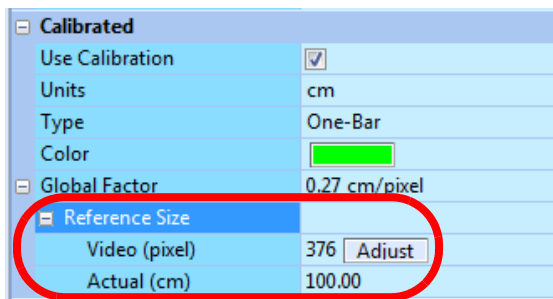 Calibrated
Use Calibration
Units cm
Type One-Bar
Color
Global Factor 0.27 cm/pixel
Reference Size
Video (pixel) 376 Adjust
Actual (cm) 100.00